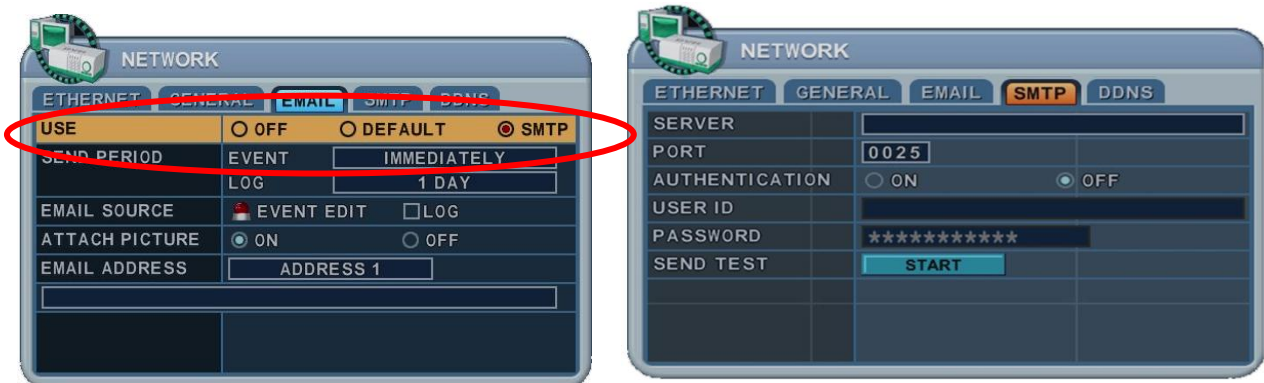 NETWORK
ETHERNET GENERAL EMAIL SMTP DDNS
USE OFF DEFAULT SMTP
SEND PERIOD EVENT IMMEDIATELY
LOG 1 DAY
EMAIL SOURCE EVENT EDIT LOG
ATTACH PICTURE ON OFF
EMAIL ADDRESS ADDRESS 1
NETWORK
ETHERNET GENERAL EMAIL SMTP DDNS
SERVER
PORT 0025
AUTHENTICATION ON OFF
USER ID
PASSWORD ***********
SEND TEST START